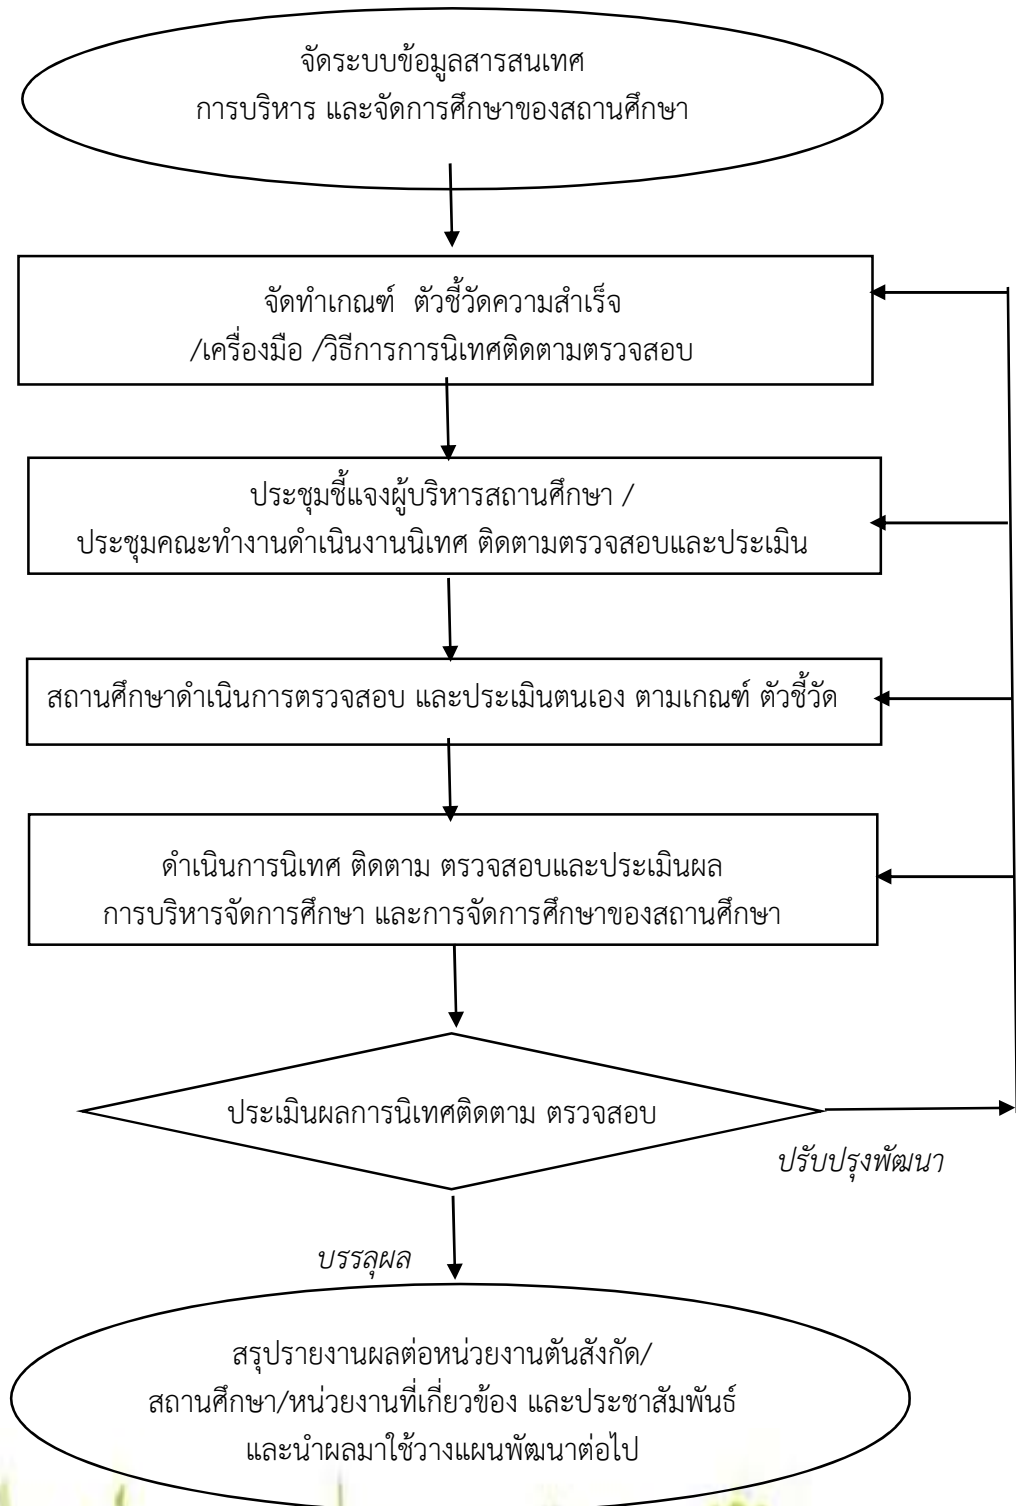 จัดระบบข้อมูลสารสนเทศ
การบริหาร และจัดการศึกษาของสถานศึกษา
จัดทำเกณฑ์ ตัวชี้วัดความสำเร็จ
/เครื่องมือ /วิธีการการนิเทศติดตามตรวจสอบ
ประชุมชี้แจงผู้บริหารสถานศึกษา /
ประชุมคณะทำงานดำเนินงานนิเทศ ติดตามตรวจสอบและประเมิน
สถานศึกษาดำเนินการตรวจสอบ และประเมินตนเอง ตามเกณฑ์ ตัวชี้วัด
ดำเนินการนิเทศ ติดตาม ตรวจสอบและประเมินผล
การบริหารจัดการศึกษา และการจัดการศึกษาของสถานศึกษา
ประเมินผลการนิเทศติดตาม ตรวจสอบ
ปรับปรุงพัฒนา
บรรลุผล
สรุปรายงานผลต่อหน่วยงานตันสังกัด/
สถานศึกษา/หน่วยงานที่เกี่ยวข้อง และประชาสัมพันธ์
และนำผลมาใช้วางแผนพัฒนาต่อไป